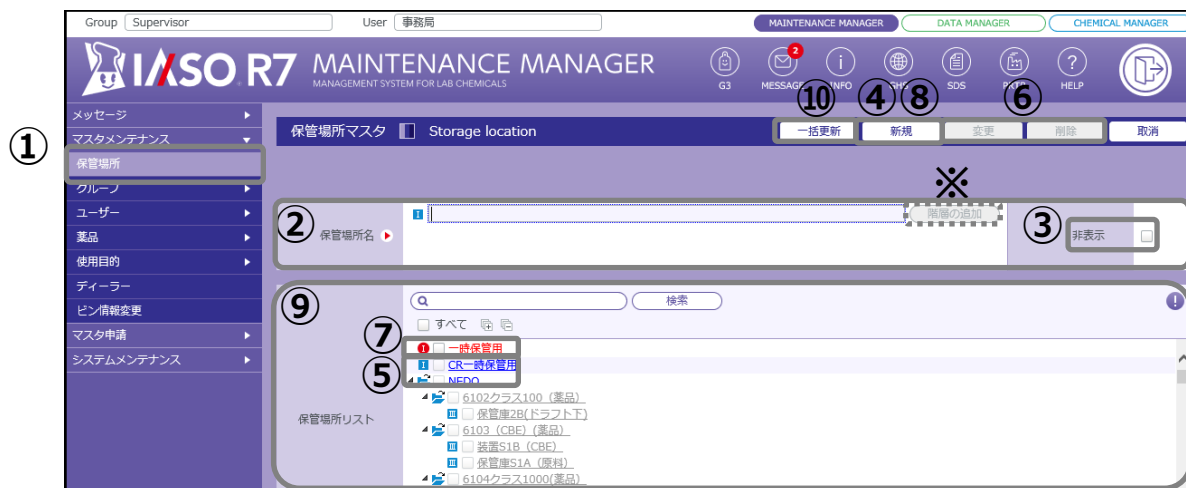 Group Supervisor User 事務局 MAINTENANCE MANAGER DATA MANAGER CHEMICAL MANAGER
IASO R7 MAINTENANCE MANAGER
MANAGEMENT SYSTEM FOR LAB CHEMICALS
2
G3 MESSAGE INFO GHS SDS PRTR HELP
⑩ ④ ⑧ ⑥
①
メッセージ
マスタメンテナンス
保管場所
グループ
ユーザー
薬品
使用目的
ディーラー
ビン情報変更
マスタ申請
システムメンテナンス
保管場所マスタ Storage location 一括更新 新規 変更 削除 取消
※
② 保管場所名 I 階層の追加 ③ 非表示
⑨ 検索 !
すべて
⑦ I 一時保管用
⑤ I CR一時保管用
NEDO
6102クラス100（薬品）
III 保管庫2B(ドラフト下)
保管場所リスト
6103（CBE）(薬品）
III 装置S1B（CBE）
III 保管庫S1A（原料）
6104クラス1000(薬品）